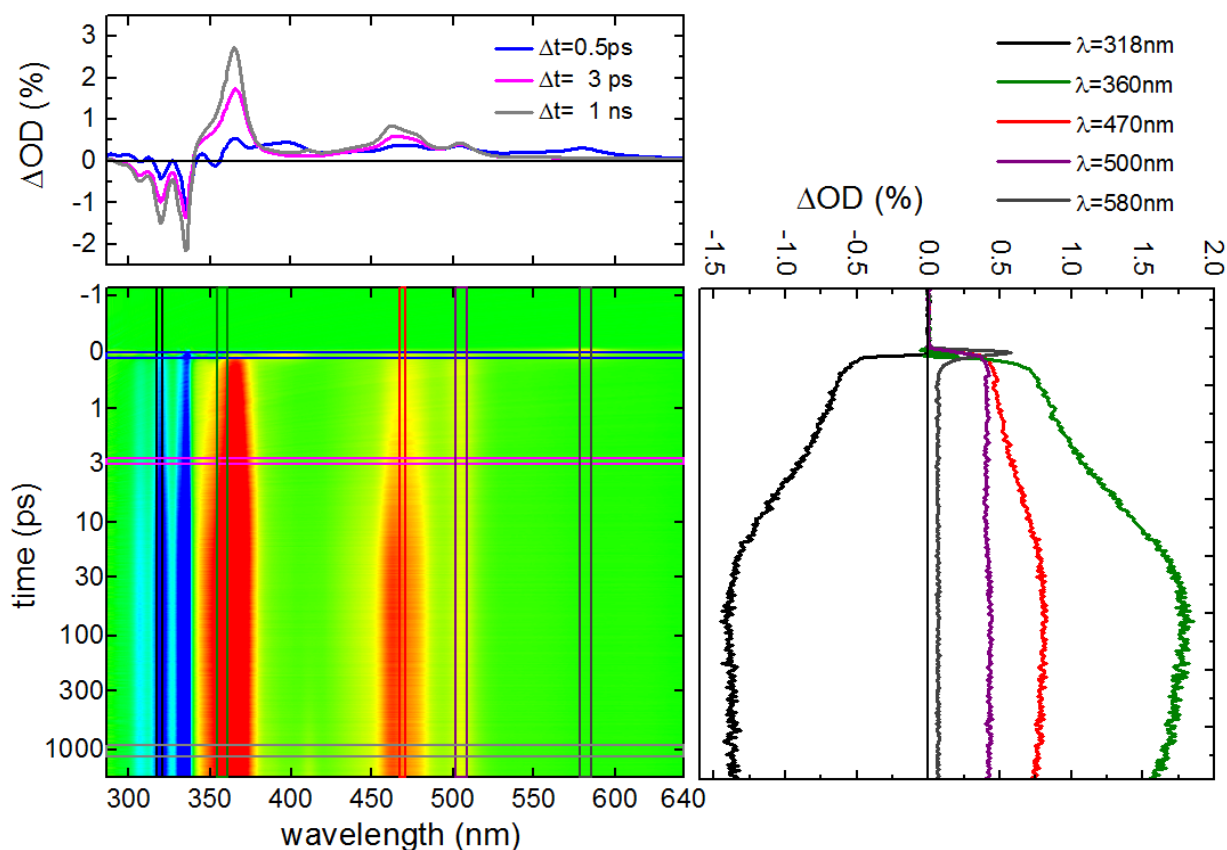 3
2
1
0
-1
-2
ΔOD (%)
Δt=0.5ps
Δt= 3 ps
Δt= 1 ns
λ=318nm
λ=360nm
λ=470nm
λ=500nm
λ=580nm
ΔOD (%)
-1.5
-1.0
-0.5
0.0
0.5
1.0
1.5
2.0
-1
0
1
3
10
30
100
300
1000
time (ps)
300 350 400 450 500 550 600 640
wavelength (nm)